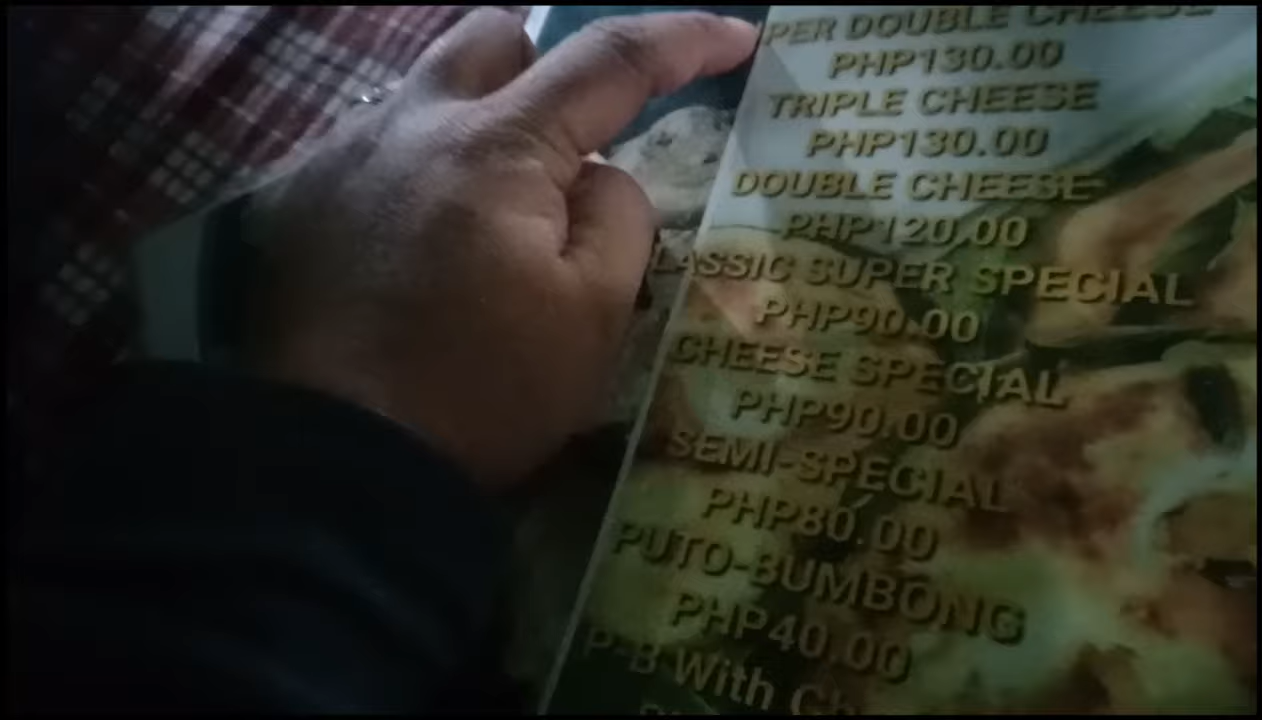 DOUBLE CHEESE
PHP130.00
TRIPLE CHEESE
PHP130.00
DOUBLE CHEESE
PHP120.00
SUPER SPECIAL
PHP90.00
CHEESE SPECIAL
PHP90.00
SEMI-SPECIAL
PHP80.00
PUTO-BUMBONG
PHP40.00
P-B With